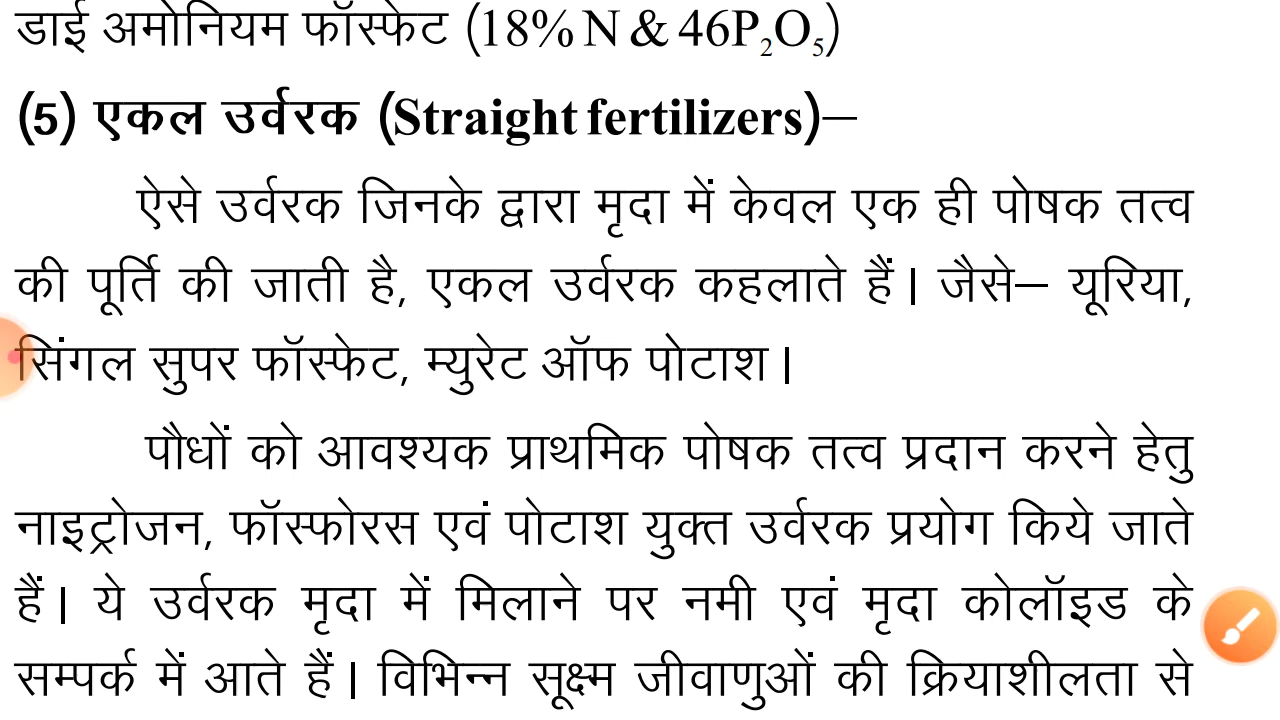 डाई अमोनियम फॉस्फेट (18% N & 46P₂O₅)
(5) एकल उर्वरक (Straight fertilizers)–
ऐसे उर्वरक जिनके द्वारा मृदा में केवल एक ही पोषक तत्व
की पूर्ति की जाती है, एकल उर्वरक कहलाते हैं। जैसे– यूरिया,
सिंगल सुपर फॉस्फेट, म्युरेट ऑफ पोटाश।
पौधों को आवश्यक प्राथमिक पोषक तत्व प्रदान करने हेतु
नाइट्रोजन, फॉस्फोरस एवं पोटाश युक्त उर्वरक प्रयोग किये जाते
हैं। ये उर्वरक मृदा में मिलाने पर नमी एवं मृदा कोलॉइड के
सम्पर्क में आते हैं। विभिन्न सूक्ष्म जीवाणुओं की क्रियाशीलता से